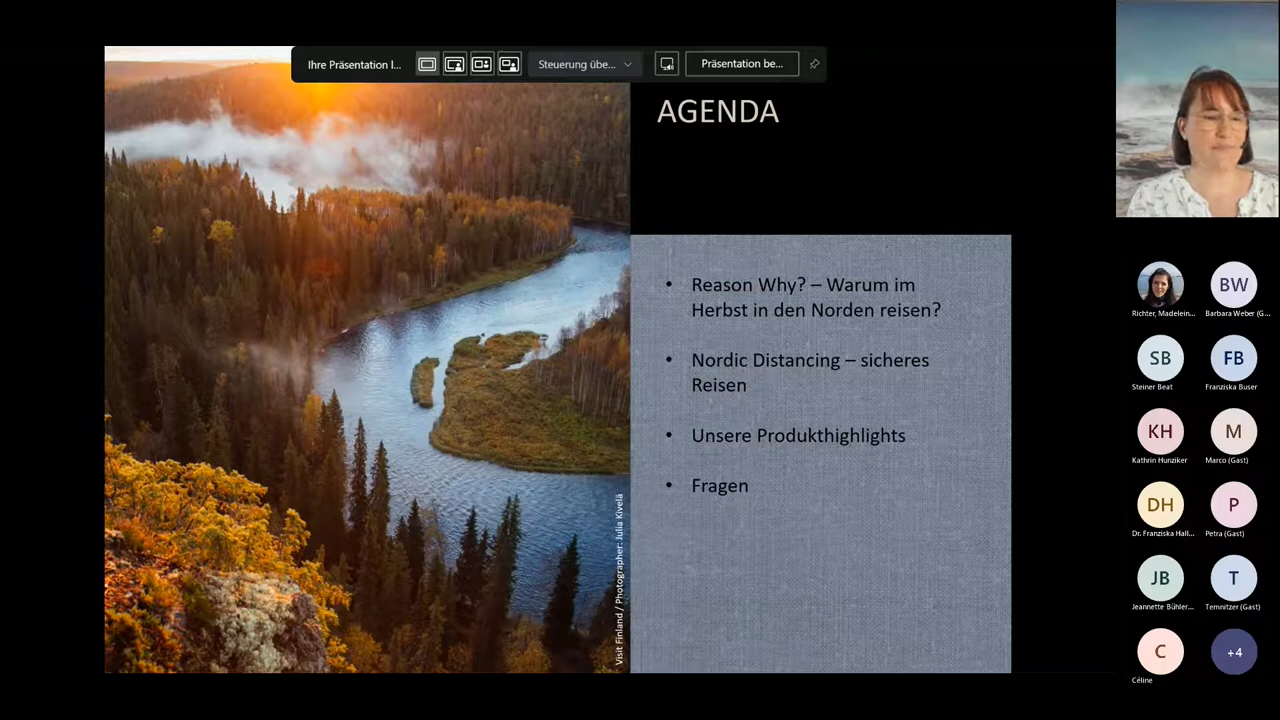 Ihre Präsentation I...
Steuerung übe...
Präsentation be...
AGENDA
• Reason Why? – Warum im
Herbst in den Norden reisen?
• Nordic Distancing – sicheres
Reisen
• Unsere Produkthighlights
• Fragen
Visit Finland / Photographer: Julia Kivelä
Richter, Madelein...
BW
Barbara Weber (G...
SB
Steiner Beat
FB
Franziska Buser
KH
Kathrin Hunziker
M
Marco (Gast)
DH
Dr. Franziska Hall...
P
Petra (Gast)
JB
Jeannette Bühler...
T
Temnitzer (Gast)
C
Céline
+4